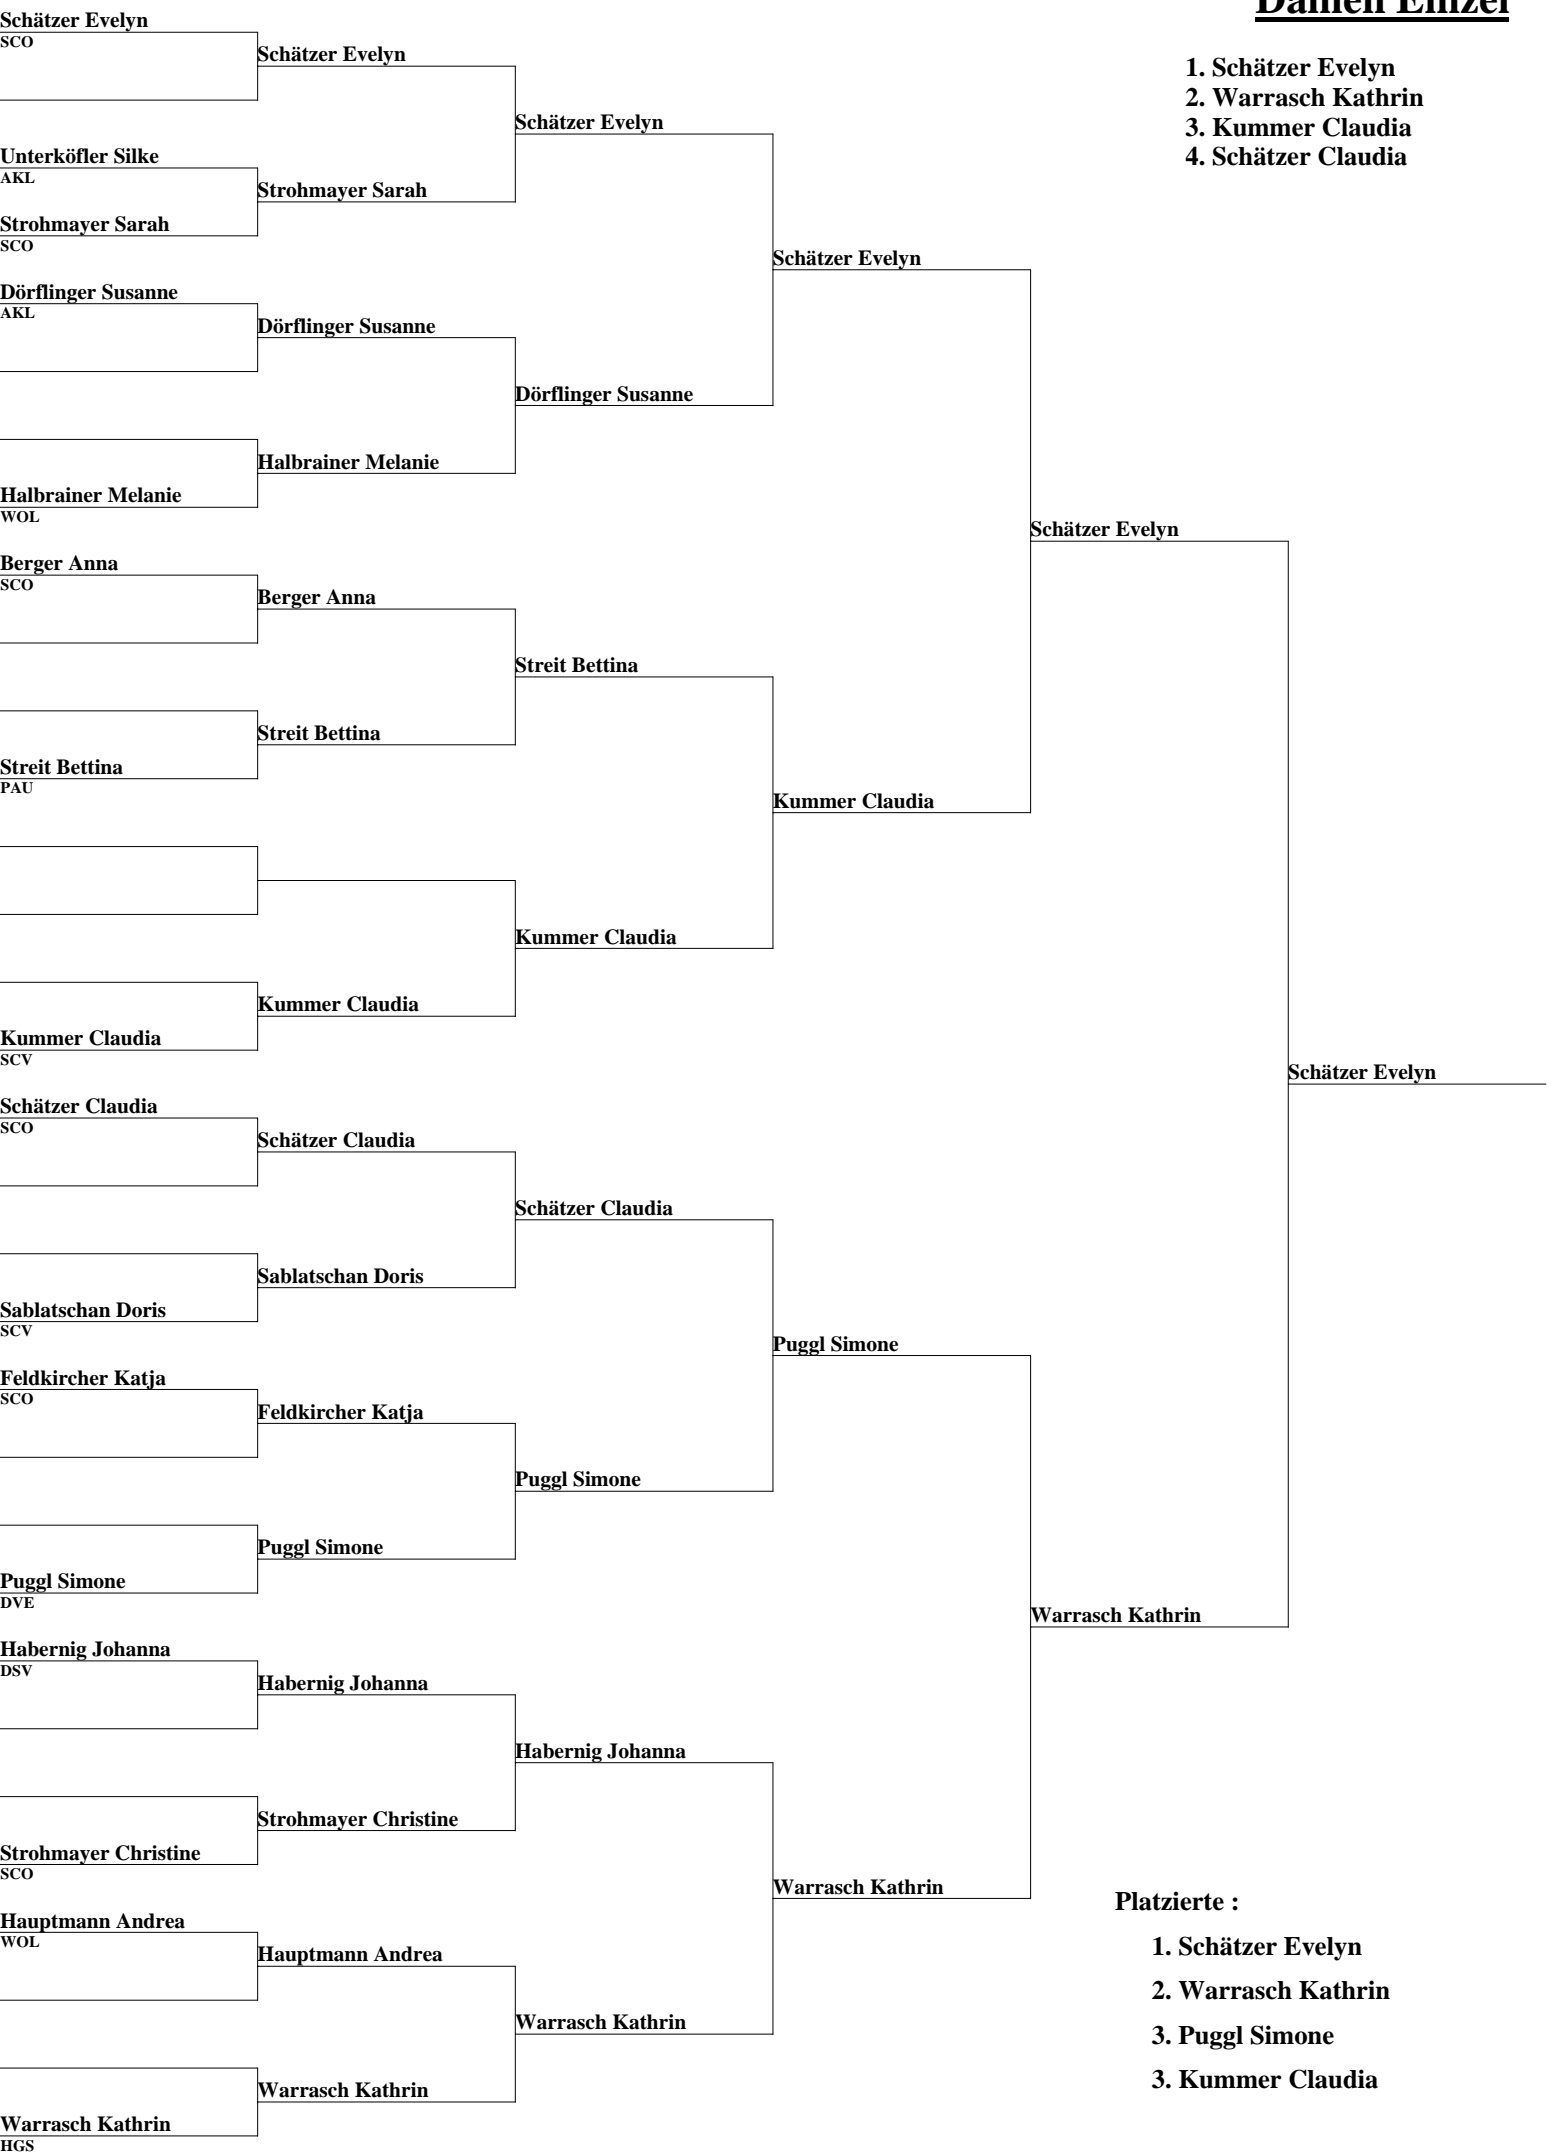 Damen Einzel
1. Schätzer Evelyn
2. Warrasch Kathrin
3. Kummer Claudia
4. Schätzer Claudia
Schätzer Evelyn
SCO
Unterköfler Silke
AKL
Strohmayer Sarah
SCO
Dörflinger Susanne
AKL
Halbrainer Melanie
WOL
Berger Anna
SCO
Streit Bettina
PAU
Kummer Claudia
SCV
Schätzer Claudia
SCO
Sablatschan Doris
SCV
Feldkircher Katja
SCO
Puggl Simone
DVE
Habernig Johanna
DSV
Strohmayer Christine
SCO
Hauptmann Andrea
WOL
Warrasch Kathrin
HGS
Schätzer Evelyn
Strohmayer Sarah
Dörflinger Susanne
Halbrainer Melanie
Berger Anna
Streit Bettina
Kummer Claudia
Schätzer Claudia
Sablatschan Doris
Feldkircher Katja
Puggl Simone
Habernig Johanna
Strohmayer Christine
Hauptmann Andrea
Warrasch Kathrin
Schätzer Evelyn
Dörflinger Susanne
Streit Bettina
Kummer Claudia
Schätzer Claudia
Puggl Simone
Habernig Johanna
Warrasch Kathrin
Schätzer Evelyn
Kummer Claudia
Puggl Simone
Warrasch Kathrin
Schätzer Evelyn
Warrasch Kathrin
Schätzer Evelyn
Platzierte :
1. Schätzer Evelyn
2. Warrasch Kathrin
3. Puggl Simone
3. Kummer Claudia